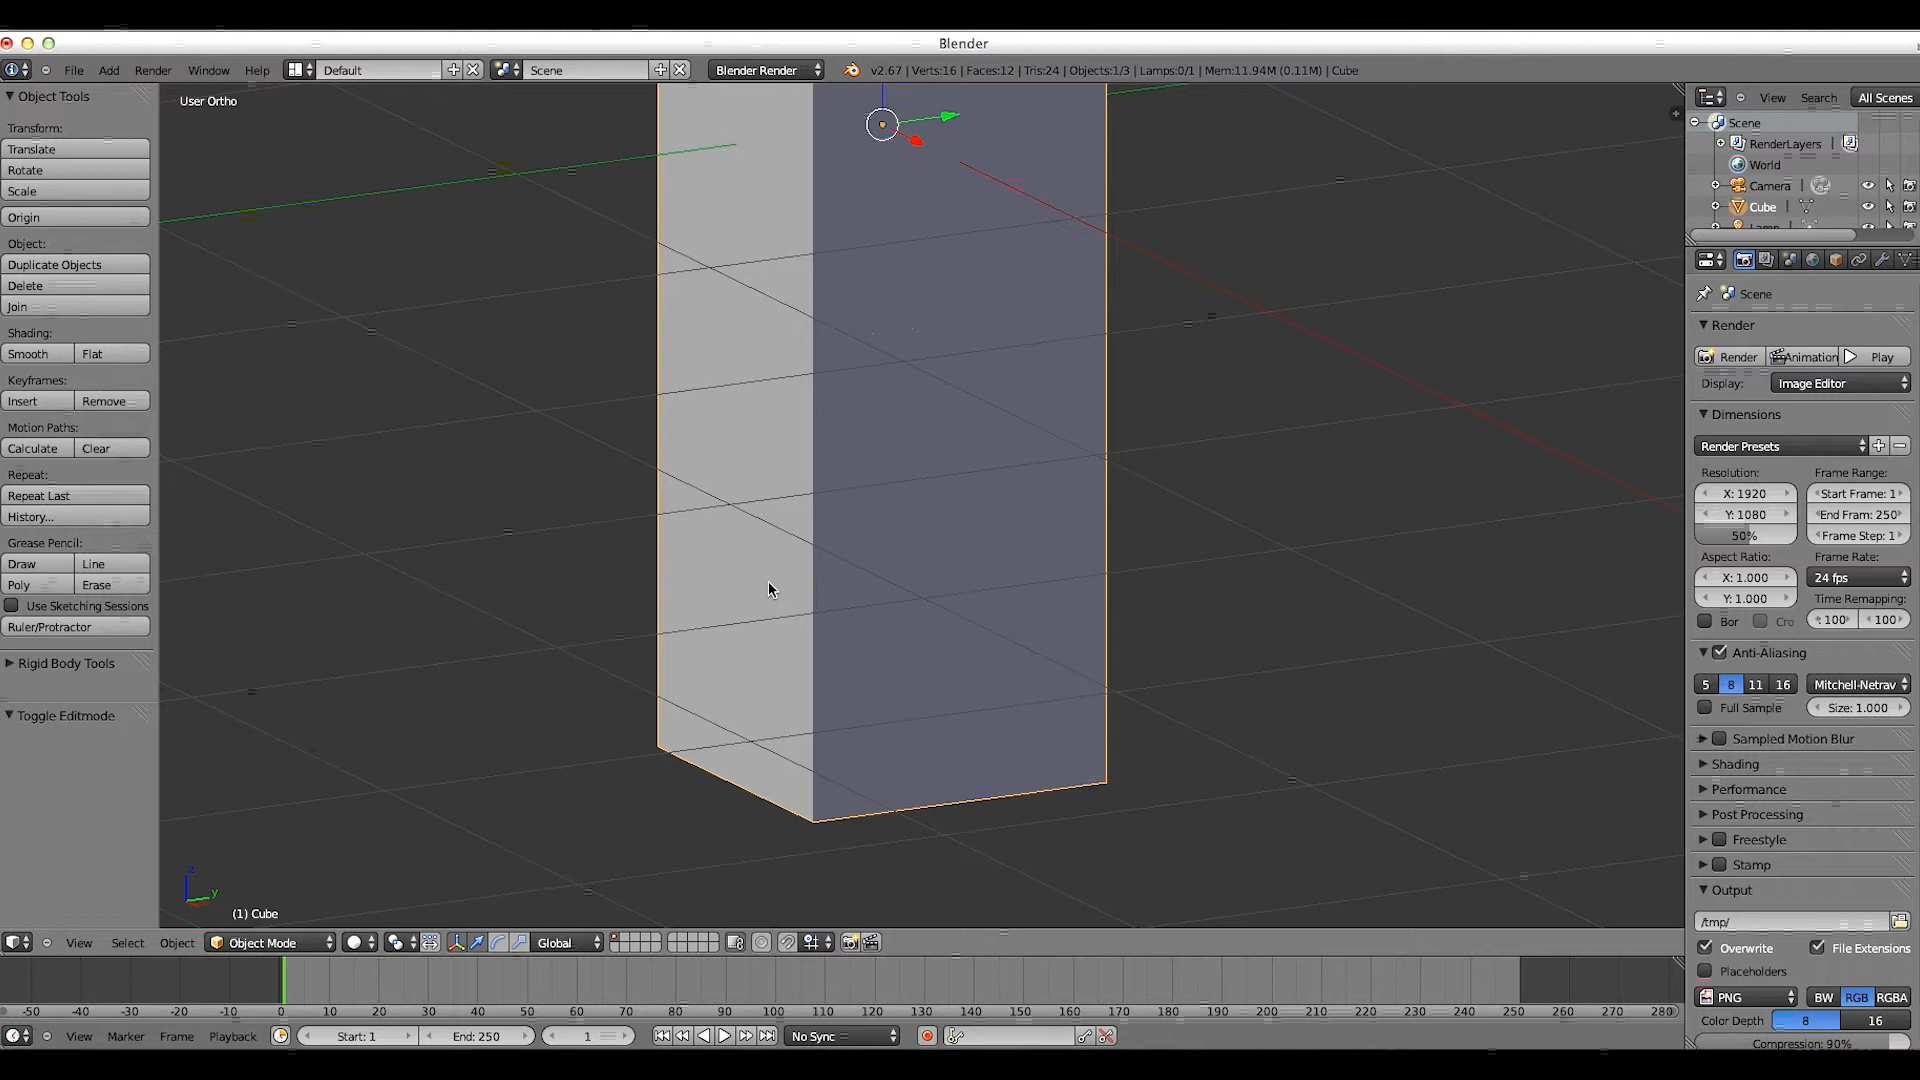 Blender
File Add Render Window Help Default Scene Blender Render v2.67 | Verts:16 | Faces:12 | Tris:24 | Objects:1/3 | Lamps:0/1 | Mem:11.94M (0.11M) | Cube
Object Tools
Transform:
Translate
Rotate
Scale
Origin
Object:
Duplicate Objects
Delete
Join
Shading:
Smooth Flat
Keyframes:
Insert Remove
Motion Paths:
Calculate Clear
Repeat:
Repeat Last
History...
Grease Pencil:
Draw Line
Poly Erase
Use Sketching Sessions
Ruler/Protractor
Rigid Body Tools
Toggle Editmode
User Ortho
z
y
(1) Cube
View Search All Scenes
Scene
RenderLayers
World
Camera
Cube
Lamp
Scene
Render
Render Animation Play
Display: Image Editor
Dimensions
Render Presets
Resolution: Frame Range:
X: 1920 Start Frame: 1
Y: 1080 End Fram: 250
50% Frame Step: 1
Aspect Ratio: Frame Rate:
X: 1.000 24 fps
Y: 1.000 Time Remapping:
Bor Cro : 100 100
Anti-Aliasing
5 8 11 16 Mitchell-Netrav
Full Sample Size: 1.000
Sampled Motion Blur
Shading
Performance
Post Processing
Freestyle
Stamp
Output
/tmp/
Overwrite File Extensions
Placeholders
PNG BW RGB RGBA
Color Depth 8 16
Compression: 90%
View Select Object Object Mode Global
-50 -40 -30 -20 -10 0 10 20 30 40 50 60 70 80 90 100 110 120 130 140 150 160 170 180 190 200 210 220 230 240 250 260 270 280
View Marker Frame Playback Start: 1 End: 250 1 No Sync